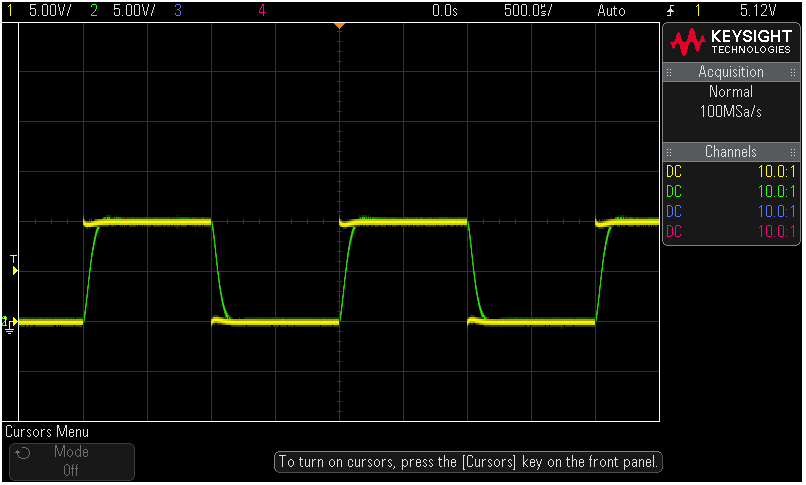 1 5.00V/ 2 5.00V/ 3 4 0.0s 500.0㎲/ Auto 1 5.12V
KEYSIGHT
TECHNOLOGIES
Acquisition
Normal
100MSa/s
Channels
DC 10.0:1
DC 10.0:1
DC 10.0:1
DC 10.0:1
T
Cursors Menu
Mode
Off
To turn on cursors, press the [Cursors] key on the front panel.